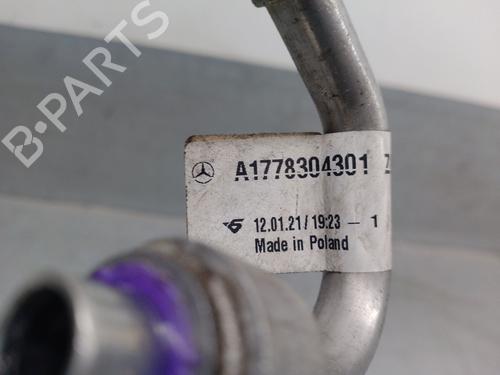 B-PARTS
A1778304301 Z
12.01.21/19:23 - 1
Made in Poland